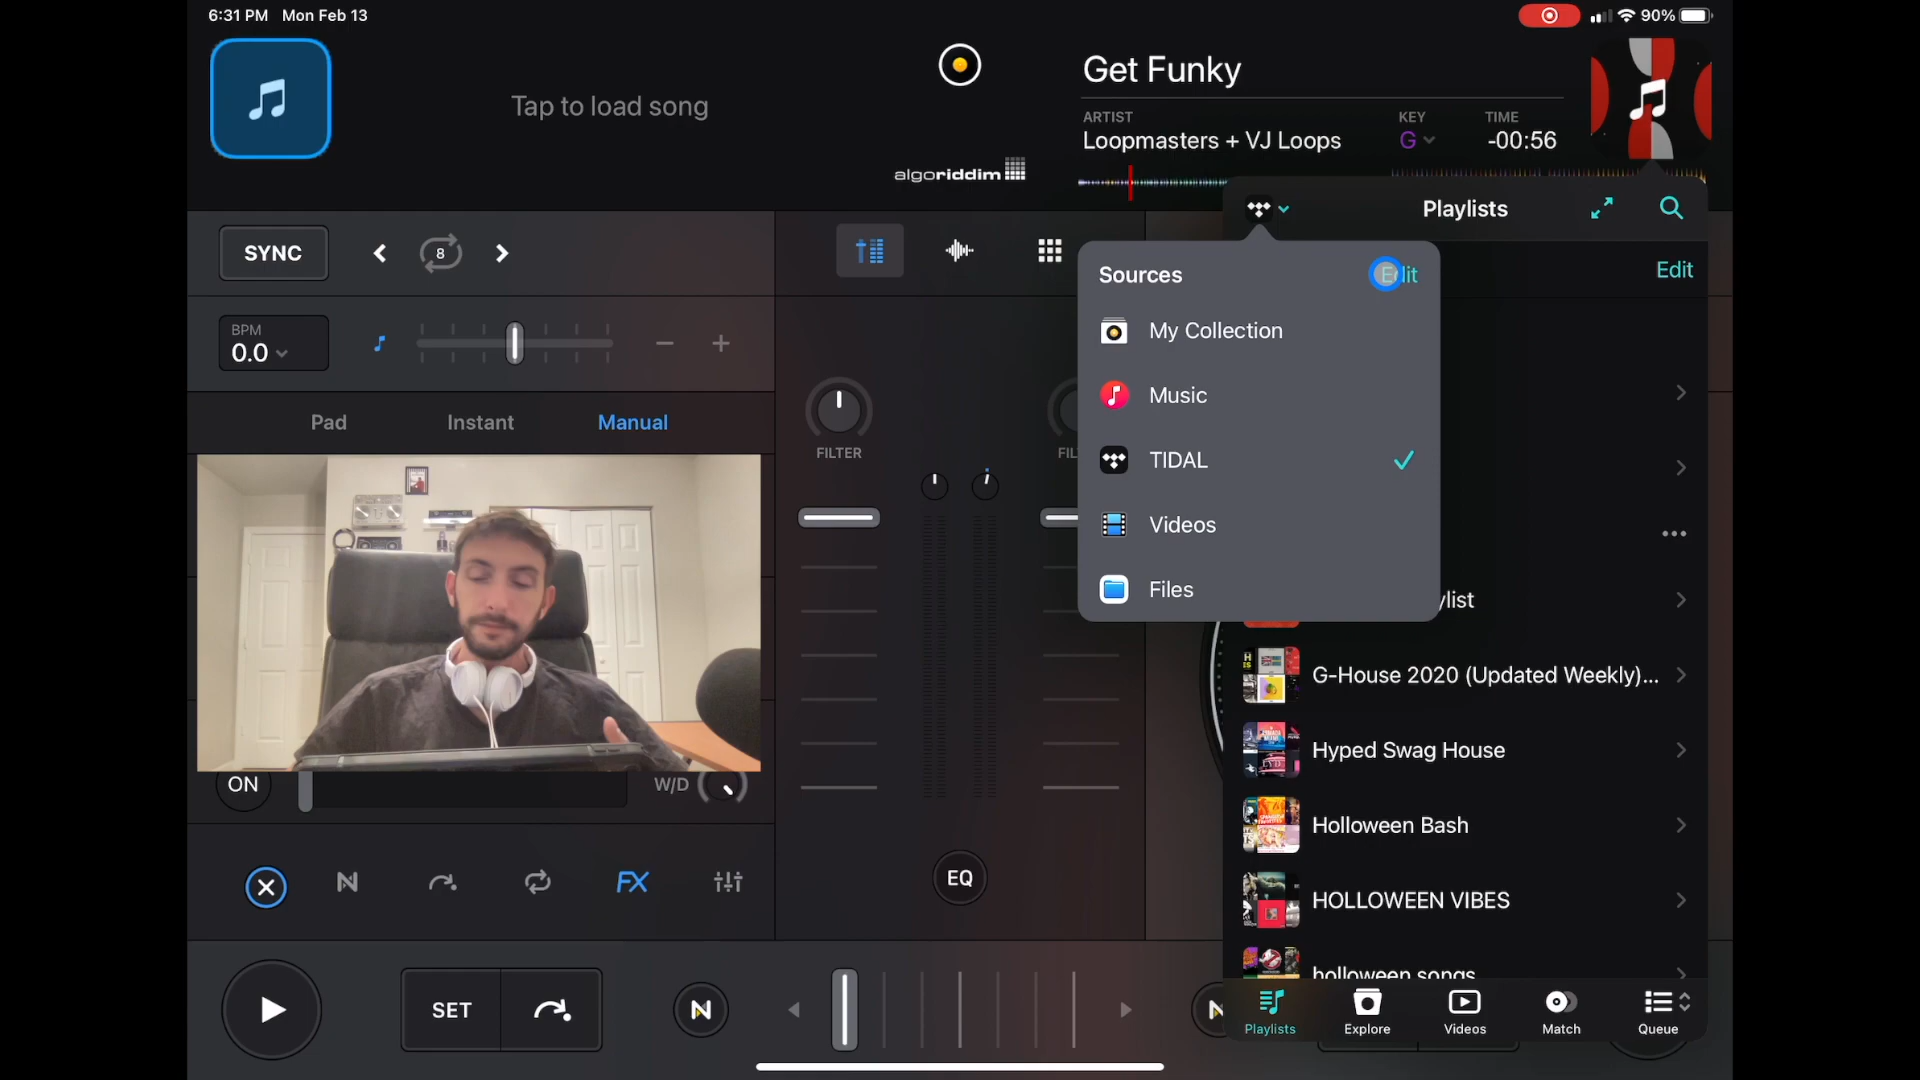 6:31 PM Mon Feb 13
90%
Tap to load song
algoriddim
Get Funky
ARTIST
Loopmasters + VJ Loops
KEY
G
TIME
-00:56
Playlists
Edit
Sources
Edit
My Collection
Music
TIDAL
Videos
Files
SYNC
8
BPM
0.0
Pad
Instant
Manual
FILTER
FIL
ON
W/D
FX
EQ
SET
ylist
G-House 2020 (Updated Weekly)...
Hyped Swag House
Holloween Bash
HOLLOWEEN VIBES
holloween songs
Playlists
Explore
Videos
Match
Queue